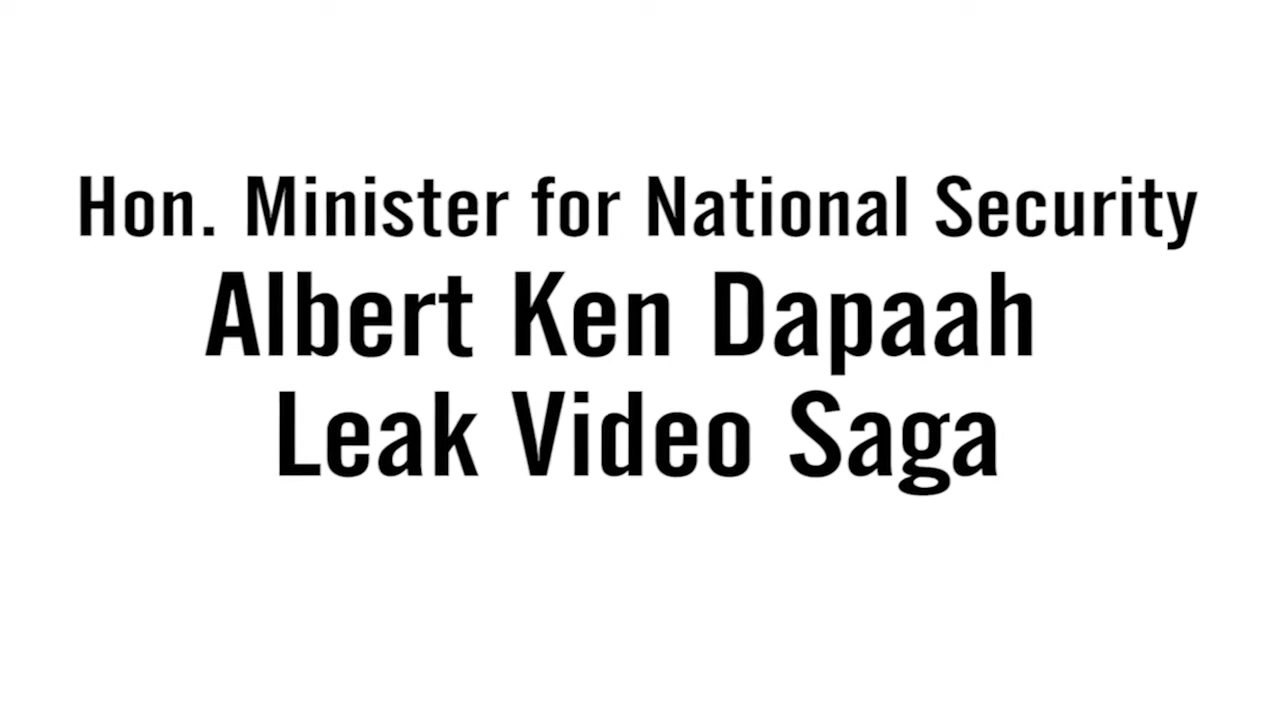 Hon. Minister for National Security
Albert Ken Dapaah
Leak Video Saga